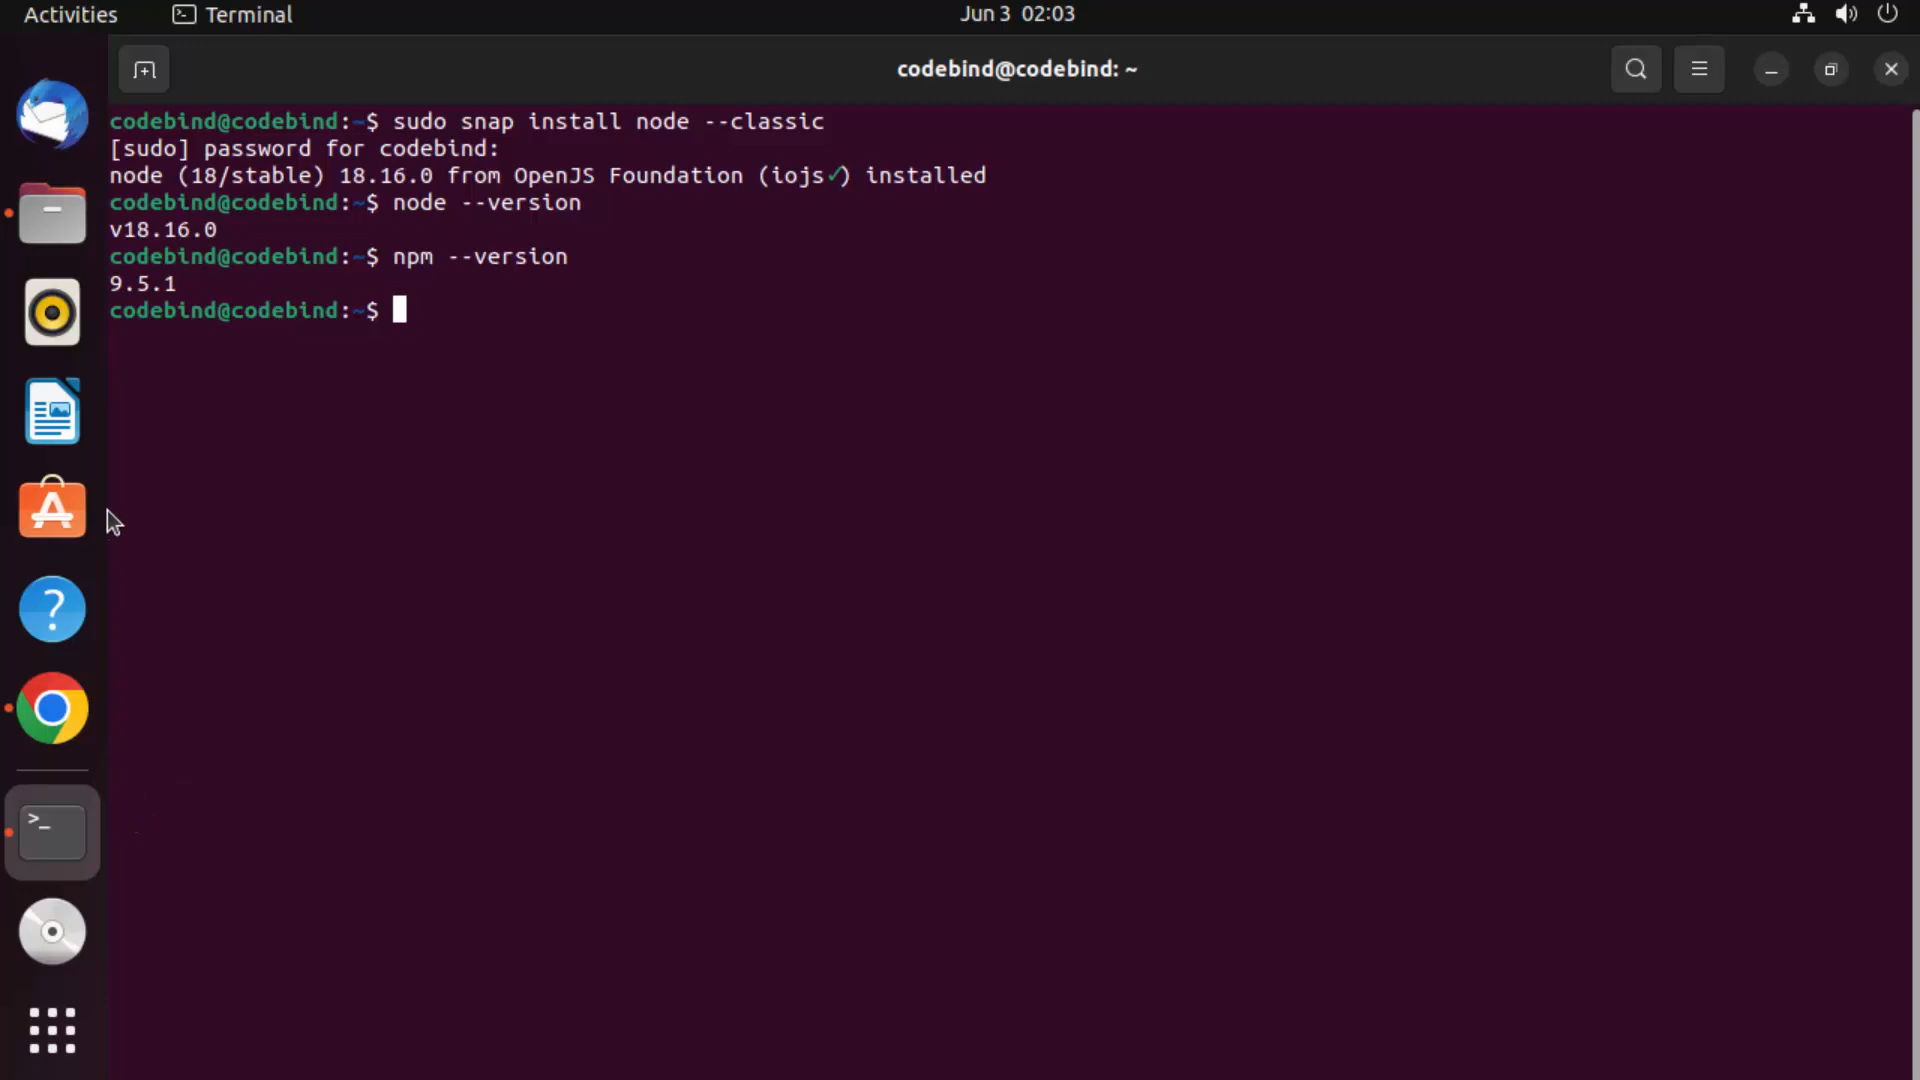 Activities Terminal Jun 3 02:03
codebind@codebind: ~
codebind@codebind:~$ sudo snap install node --classic
[sudo] password for codebind:
node (18/stable) 18.16.0 from OpenJS Foundation (iojs✓) installed
codebind@codebind:~$ node --version
v18.16.0
codebind@codebind:~$ npm --version
9.5.1
codebind@codebind:~$